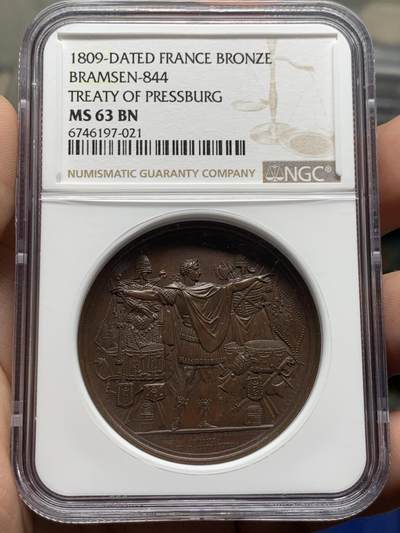 1809-DATED FRANCE BRONZE
BRAMSEN-844
TREATY OF PRESSBURG
MS 63 BN
6746197-021
NUMISMATIC GUARANTY COMPANY NGC